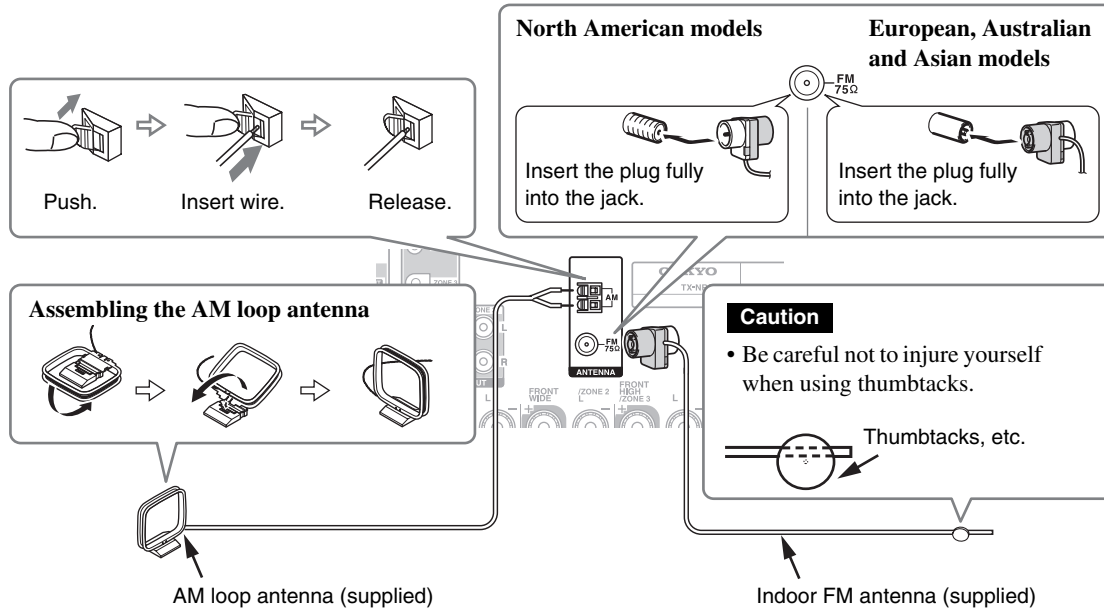 North American models
European, Australian
and Asian models
FM
75Ω
Insert the plug fully
into the jack.
Insert the plug fully
into the jack.
Push.
Insert wire.
Release.
ZONE 3
AM
FM
75Ω
ANTENNA
L
R
FRONT
WIDE
/ZONE 2
L
FRONT
HIGH
/ZONE 3
L
L
Assembling the AM loop antenna
Caution
• Be careful not to injure yourself
when using thumbtacks.
Thumbtacks, etc.
AM loop antenna (supplied)
Indoor FM antenna (supplied)